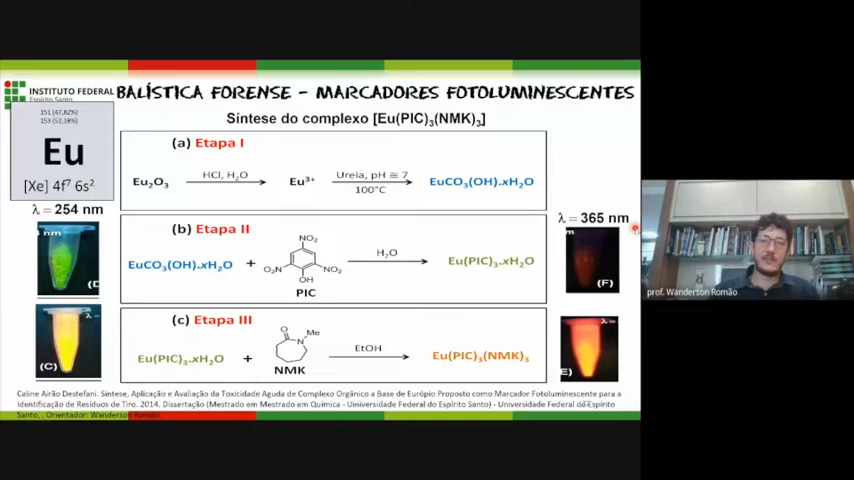 INSTITUTO FEDERAL
Espírito Santo
BALÍSTICA FORENSE - MARCADORES FOTOLUMINESCENTES
Síntese do complexo [Eu(PIC)₃(NMK)₃]
151 (47,82%)
153 (52,18%)
Eu
[Xe] 4f⁷ 6s²
(a) Etapa I
Eu₂O₃ HCl, H₂O Eu³⁺ Ureia, pH ≅ 7 100°C EuCO₃(OH).xH₂O
λ = 254 nm
λ = 365 nm
(b) Etapa II
EuCO₃(OH).xH₂O + NO₂ O₂N NO₂ OH H₂O Eu(PIC)₃.xH₂O
PIC
(F)
(c) Etapa III
Eu(PIC)₃.xH₂O + O N Me EtOH Eu(PIC)₃(NMK)₃
NMK
(C)
E)
Caline Airão Destefani. Síntese, Aplicação e Avaliação da Toxicidade Aguda de Complexo Orgânico a Base de Európio Proposto como Marcador Fotoluminescente para a
Identificação de Resíduos de Tiro. 2014. Dissertação (Mestrado em Mestrado em Química - Universidade Federal do Espírito Santo) - Universidade Federal do Espírito
Santo, . Orientador: Wanderson Romão.
prof. Wanderson Romão